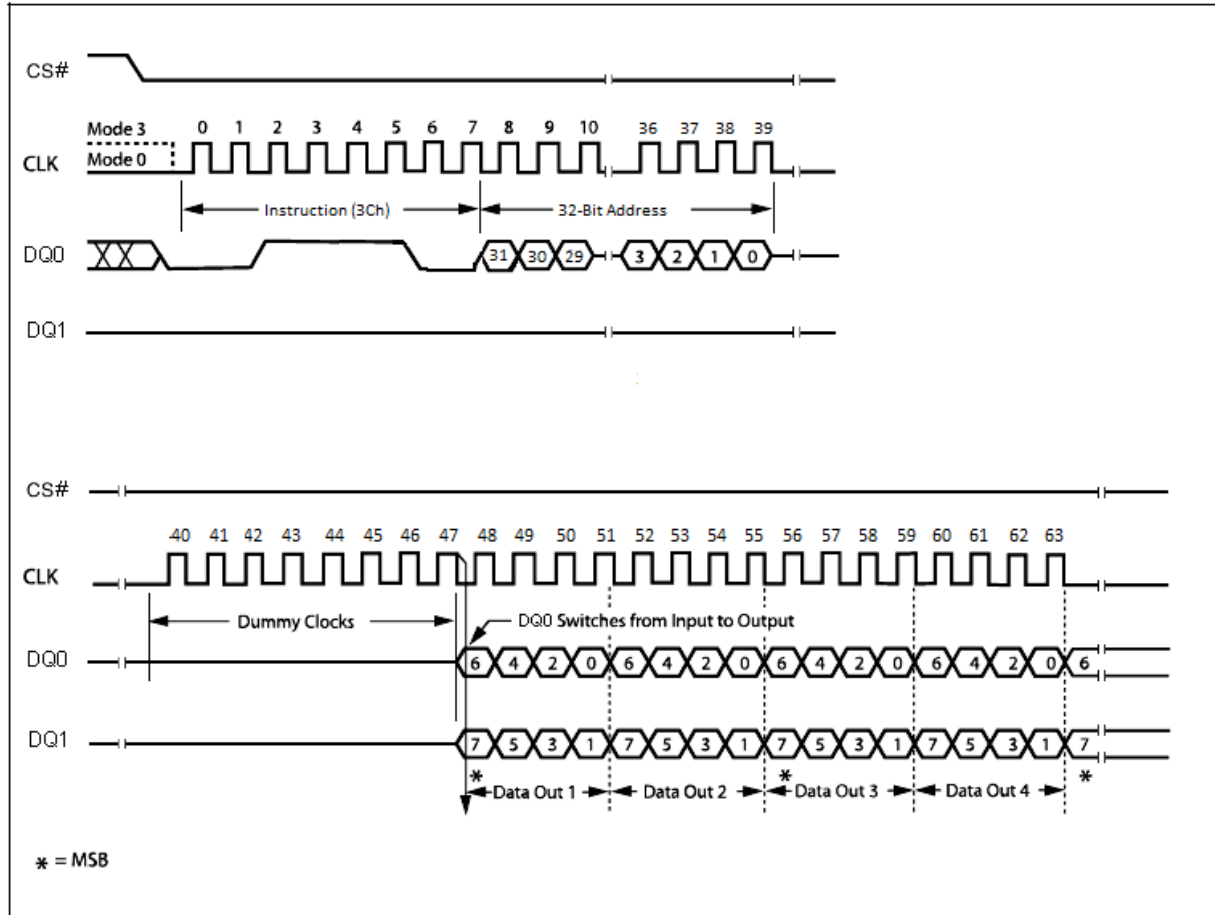 CS#
Mode 3 0 1 2 3 4 5 6 7 8 9 10 36 37 38 39
CLK Mode 0
Instruction (3Ch) 32-Bit Address
DQ0 31 30 29 3 2 1 0
DQ1
CS#
40 41 42 43 44 45 46 47 48 49 50 51 52 53 54 55 56 57 58 59 60 61 62 63
CLK
Dummy Clocks DQ0 Switches from Input to Output
DQ0 6 4 2 0 6 4 2 0 6 4 2 0 6 4 2 0 6
DQ1 7 5 3 1 7 5 3 1 7 5 3 1 7 5 3 1 7
* * *
Data Out 1 Data Out 2 Data Out 3 Data Out 4
* = MSB